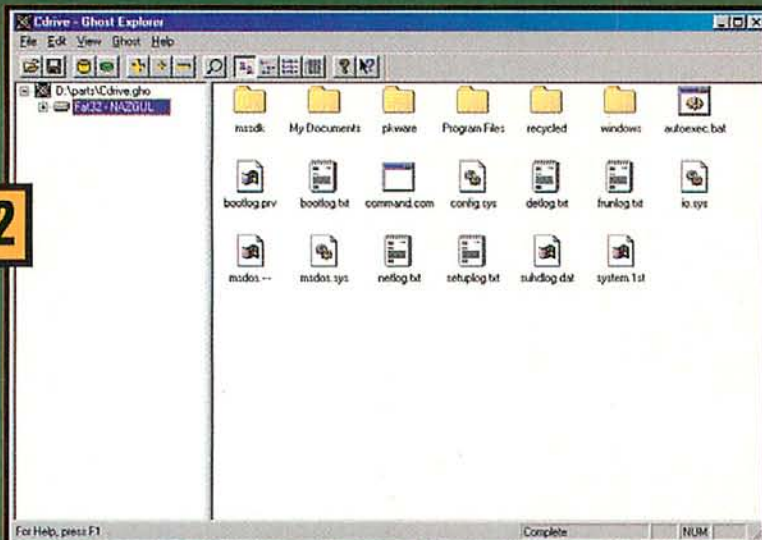 Cdrive - Ghost Explorer
File Edit View Ghost Help
D:\parts\Cdrive.gho
Fat32 - NAZGUL
mssdk My Documents pkware Program Files recycled windows autoexec.bat
bootlog.prv bootlog.txt command.com config.sys detlog.txt frunlog.txt io.sys
msdos.-- msdos.sys netlog.txt setuplog.txt suhdlog.dat system.1st
2
For Help, press F1 Complete NUM